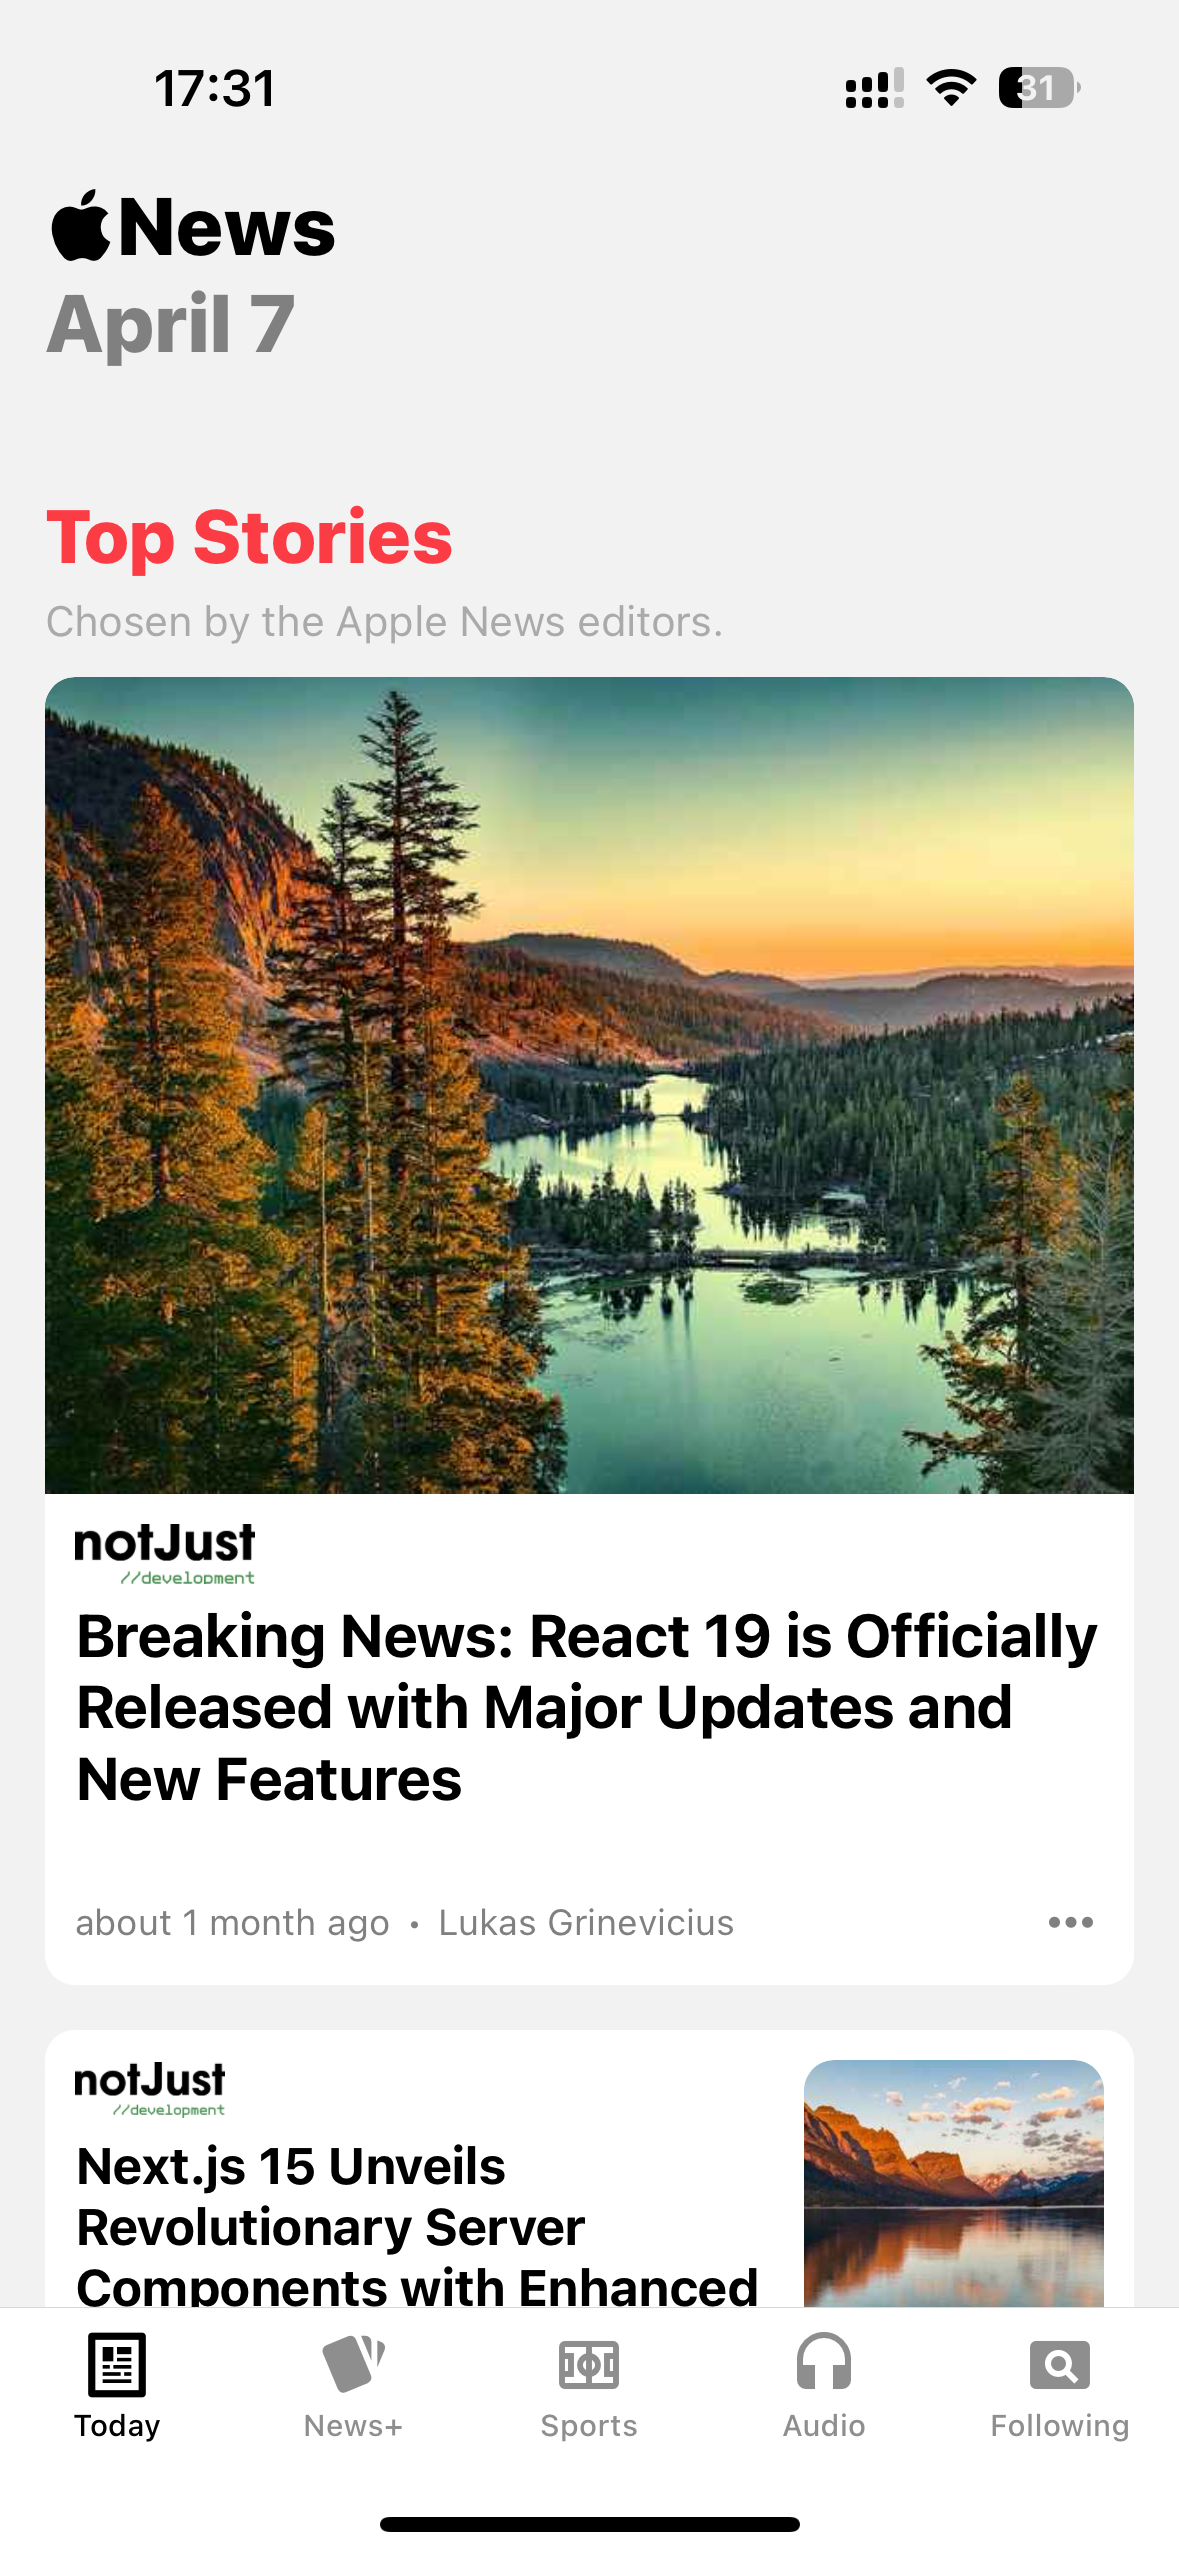 17:31
31
News
April 7
Top Stories
Chosen by the Apple News editors.
notJust
//development
Breaking News: React 19 is Officially
Released with Major Updates and
New Features
about 1 month ago • Lukas Grinevicius
notJust
//development
Next.js 15 Unveils
Revolutionary Server
Components with Enhanced
Today
News+
Sports
Audio
Following